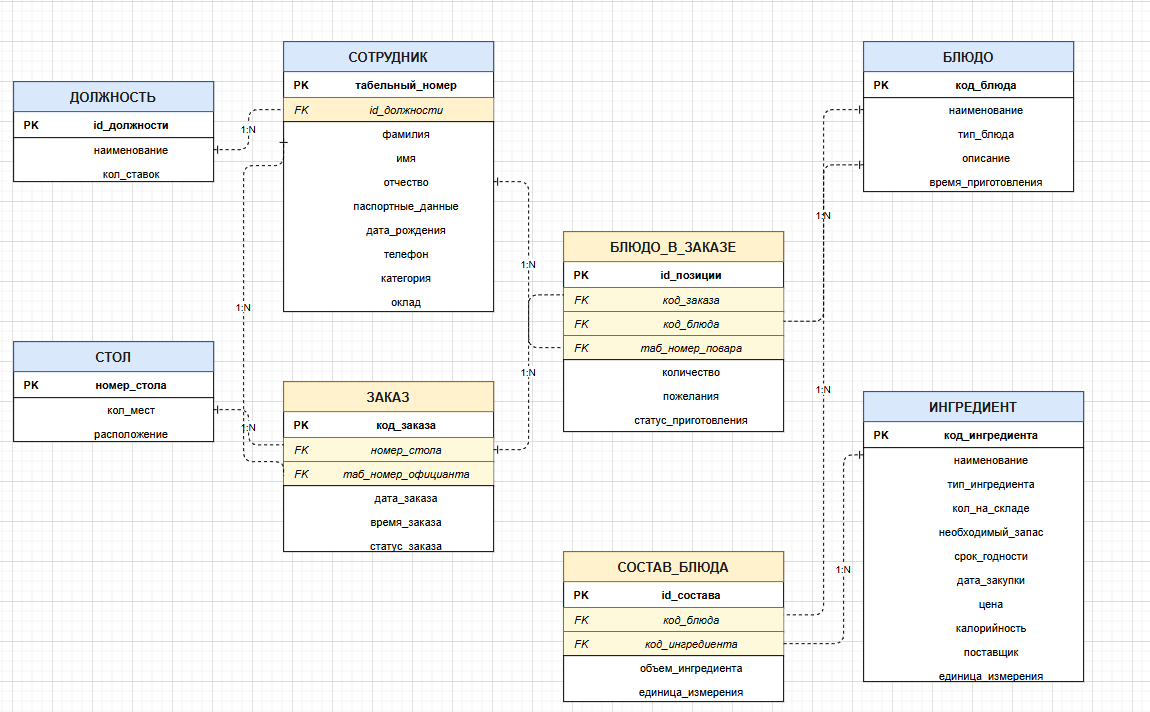 ДОЛЖНОСТЬ
PK id_должности
наименование
кол_ставок
СОТРУДНИК
PK табельный_номер
FK id_должности
фамилия
имя
отчество
паспортные_данные
дата_рождения
телефон
категория
оклад
БЛЮДО
PK код_блюда
наименование
тип_блюда
описание
время_приготовления
1:N
1:N
1:N
1:N
БЛЮДО_В_ЗАКАЗЕ
PK id_позиции
FK код_заказа
FK код_блюда
FK таб_номер_повара
количество
пожелания
статус_приготовления
СТОЛ
PK номер_стола
кол_мест
расположение
1:N
1:N
1:N
ЗАКАЗ
PK код_заказа
FK номер_стола
FK таб_номер_официанта
дата_заказа
время_заказа
статус_заказа
ИНГРЕДИЕНТ
PK код_ингредиента
наименование
тип_ингредиента
кол_на_складе
необходимый_запас
срок_годности
дата_закупки
цена
калорийность
поставщик
единица_измерения
1:N
СОСТАВ_БЛЮДА
PK id_состава
FK код_блюда
FK код_ингредиента
объем_ингредиента
единица_измерения